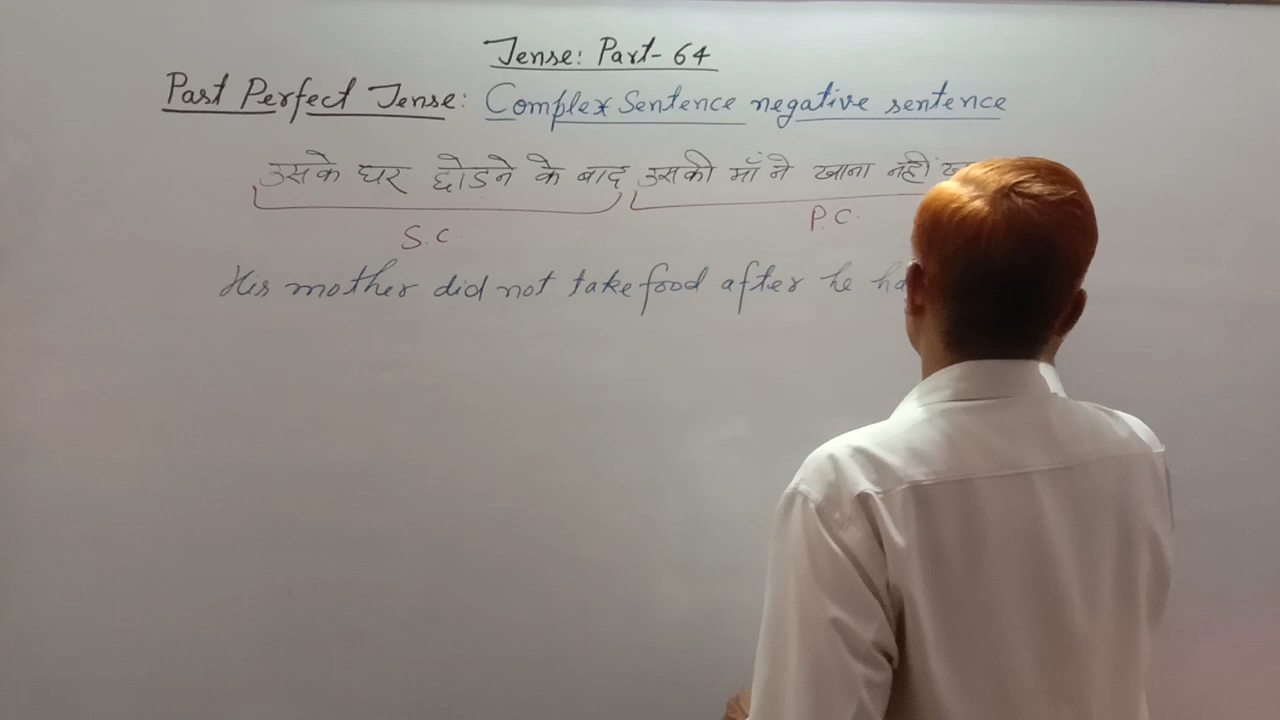 Tense: Part-64
Past Perfect Tense: Complex Sentence negative sentence
उसके घर छोडने के बाद उसकी माँ ने खाना नहीं
S.C. P.C.
His mother did not take food after he